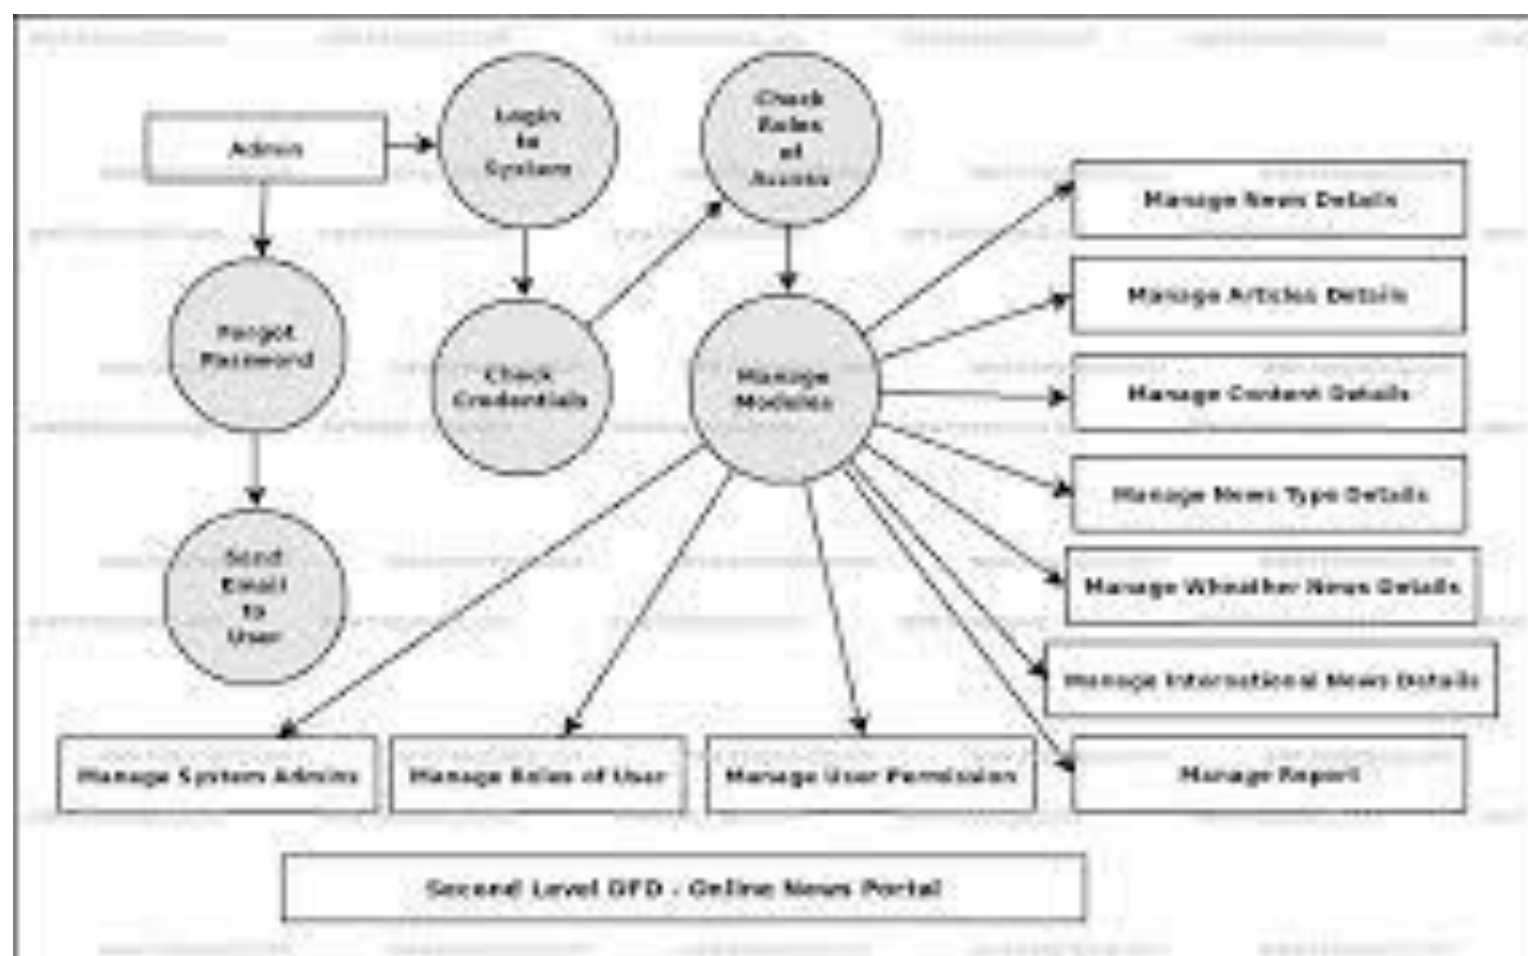 Admin
Login
to
System
Check
Roles
of
Access
Manage News Details
Manage Articles Details
Forgot
Password
Check
Credentials
Manage
Modules
Manage Content Details
Manage News Type Details
Send
Email
to
User
Manage Wheather News Details
Manage International News Details
Manage System Admins
Manage Roles of User
Manage User Permission
Manage Report
Second Level DFD - Online News Portal